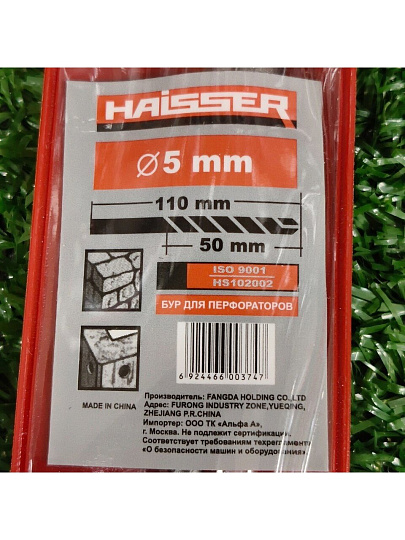 HAISSER
Ø5 mm
110 mm
50 mm
ISO 9001
HS102002
БУР ДЛЯ ПЕРФОРАТОРОВ
6 924466 003747
MADE IN CHINA
Производитель: FANGDA HOLDING CO.,LTD
Адрес: FURONG INDUSTRY ZONE,YUEQING,
ZHEJIANG P.R.CHINA
Импортер: ООО ТК «Альфа А»,
г. Москва. Не подлежит сертификации.
Соответствует требованиям техрегламента
«О безопасности машин и оборудования».